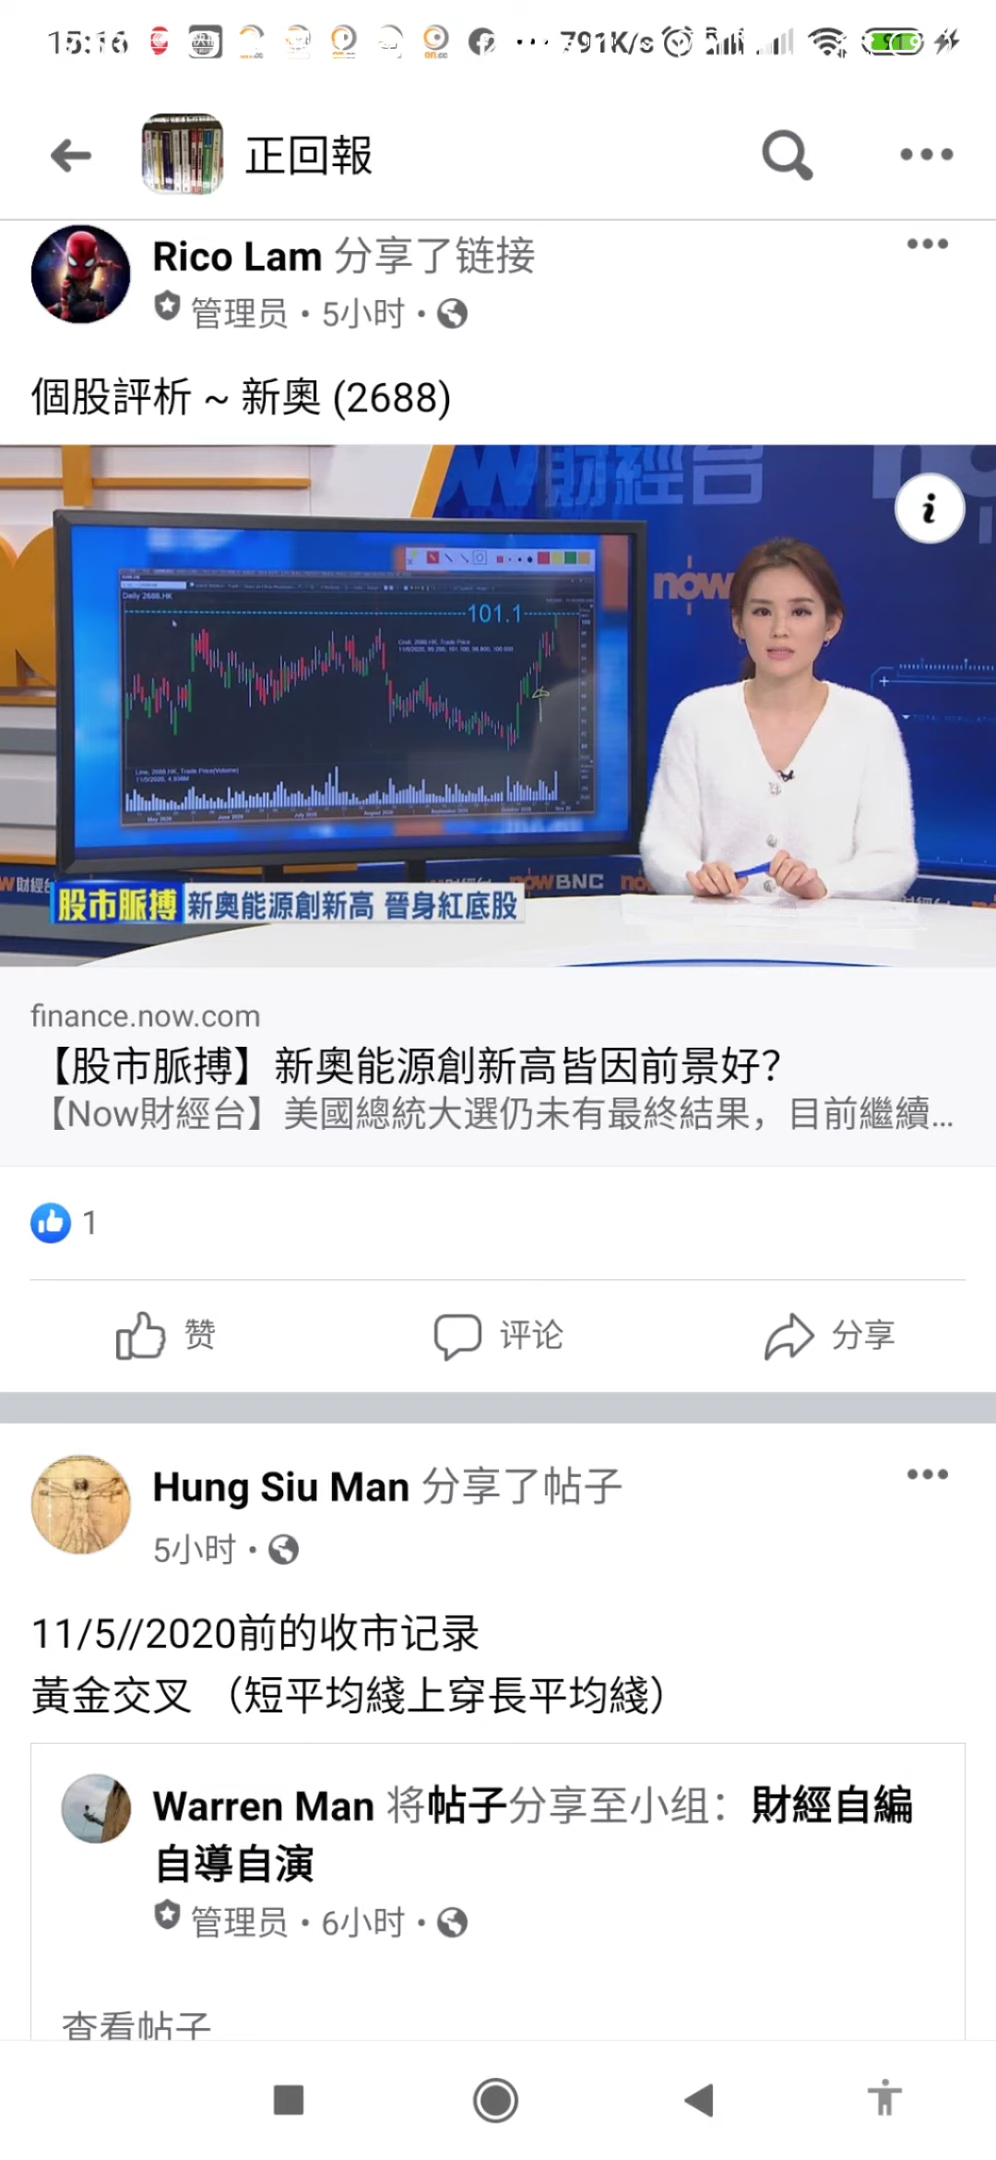 正回報
Rico Lam 分享了链接
管理员 · 5小时 ·
個股評析 ~ 新奧 (2688)
財經台
now
Daily 2688.HK
101.1
股市脈搏 新奧能源創新高 晉身紅底股
now BNC
finance.now.com
【股市脈搏】新奧能源創新高皆因前景好？
【Now財經台】美國總統大選仍未有最終結果，目前繼續...
1
赞 评论 分享
Hung Siu Man 分享了帖子
5小时 ·
11/5//2020前的收市记录
黃金交叉 （短平均綫上穿長平均綫）
Warren Man 将帖子分享至小组：財經自編
自導自演
管理员 · 6小时 ·
查看帖子